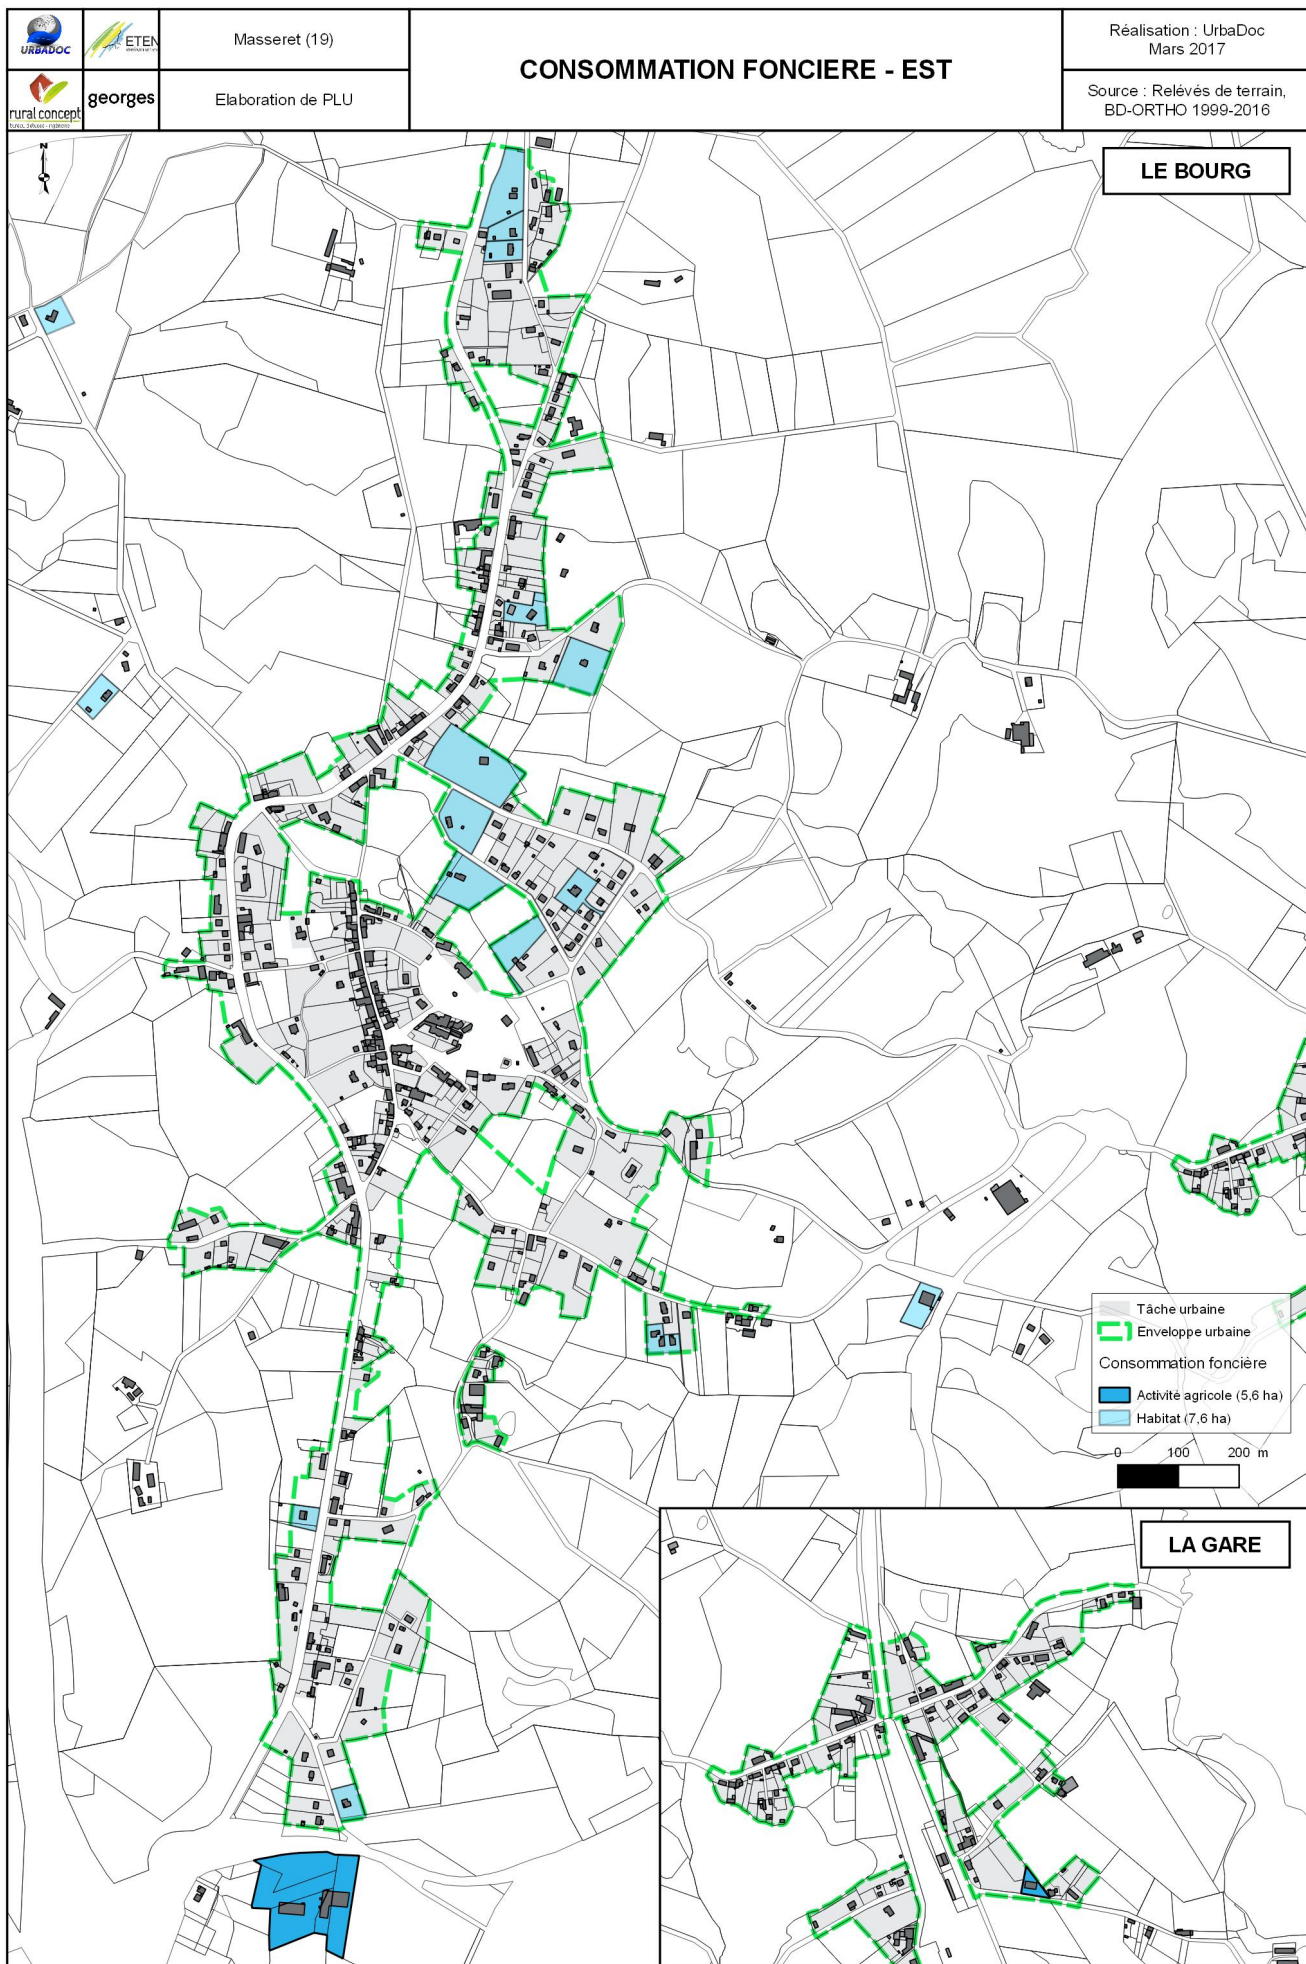 URBADOC
ETEN
Masseret (19)
CONSOMMATION FONCIERE - EST
Réalisation : UrbaDoc
Mars 2017
rural concept
georges
Elaboration de PLU
Source : Relévés de terrain,
BD-ORTHO 1999-2016
N
LE BOURG
Tâche urbaine
Enveloppe urbaine
Consommation foncière
Activité agricole (5,6 ha)
Habitat (7,6 ha)
0 100 200 m
LA GARE